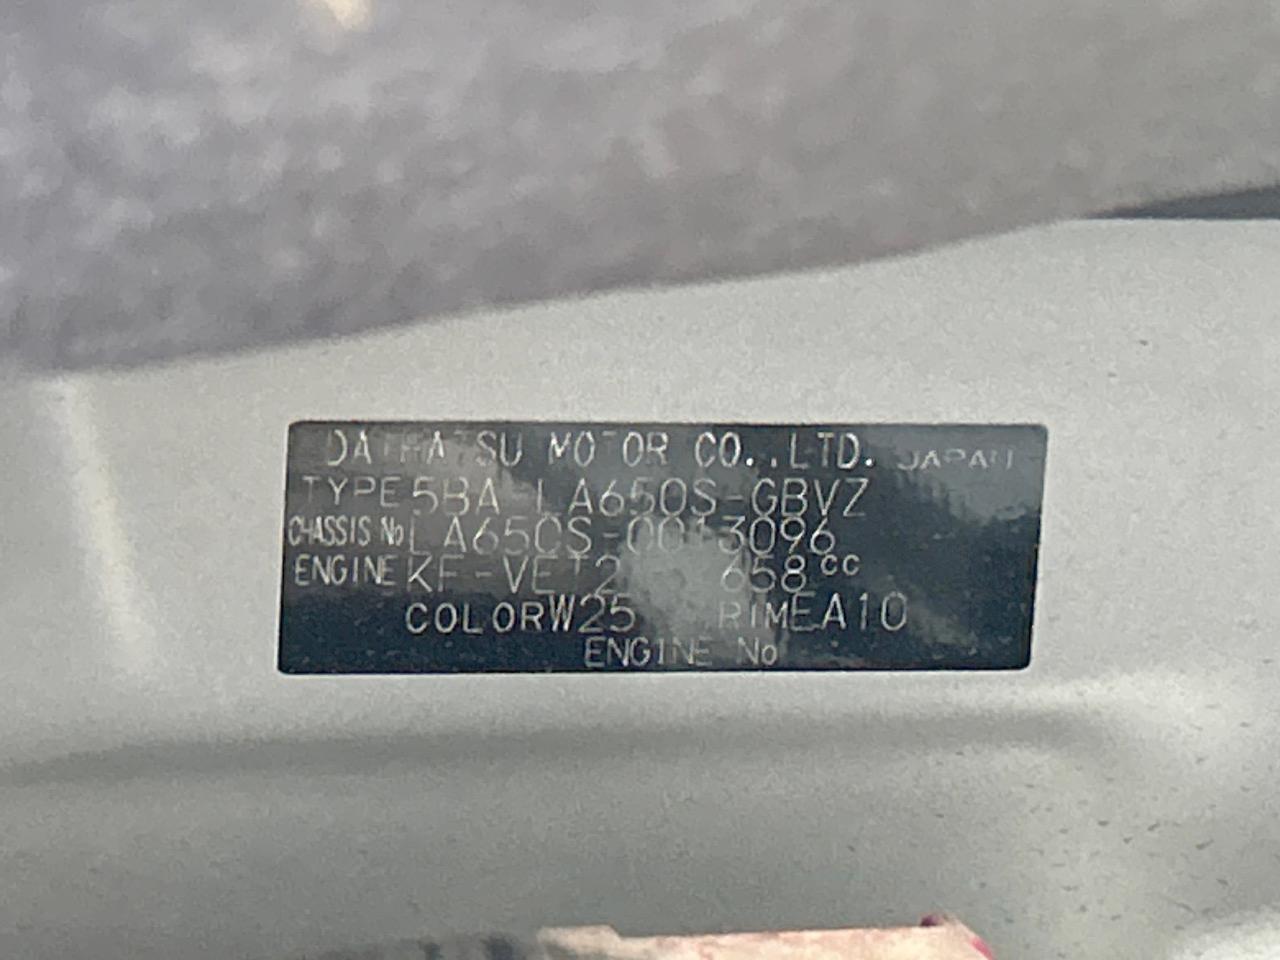 DAIHATSU MOTOR CO.,LTD. JAPAN
TYPE 5BA-LA650S-GBVZ
CHASSIS No LA650S-0013096
ENGINE KF-VET2 658cc
COLOR W25 RIM EA10
ENGINE No